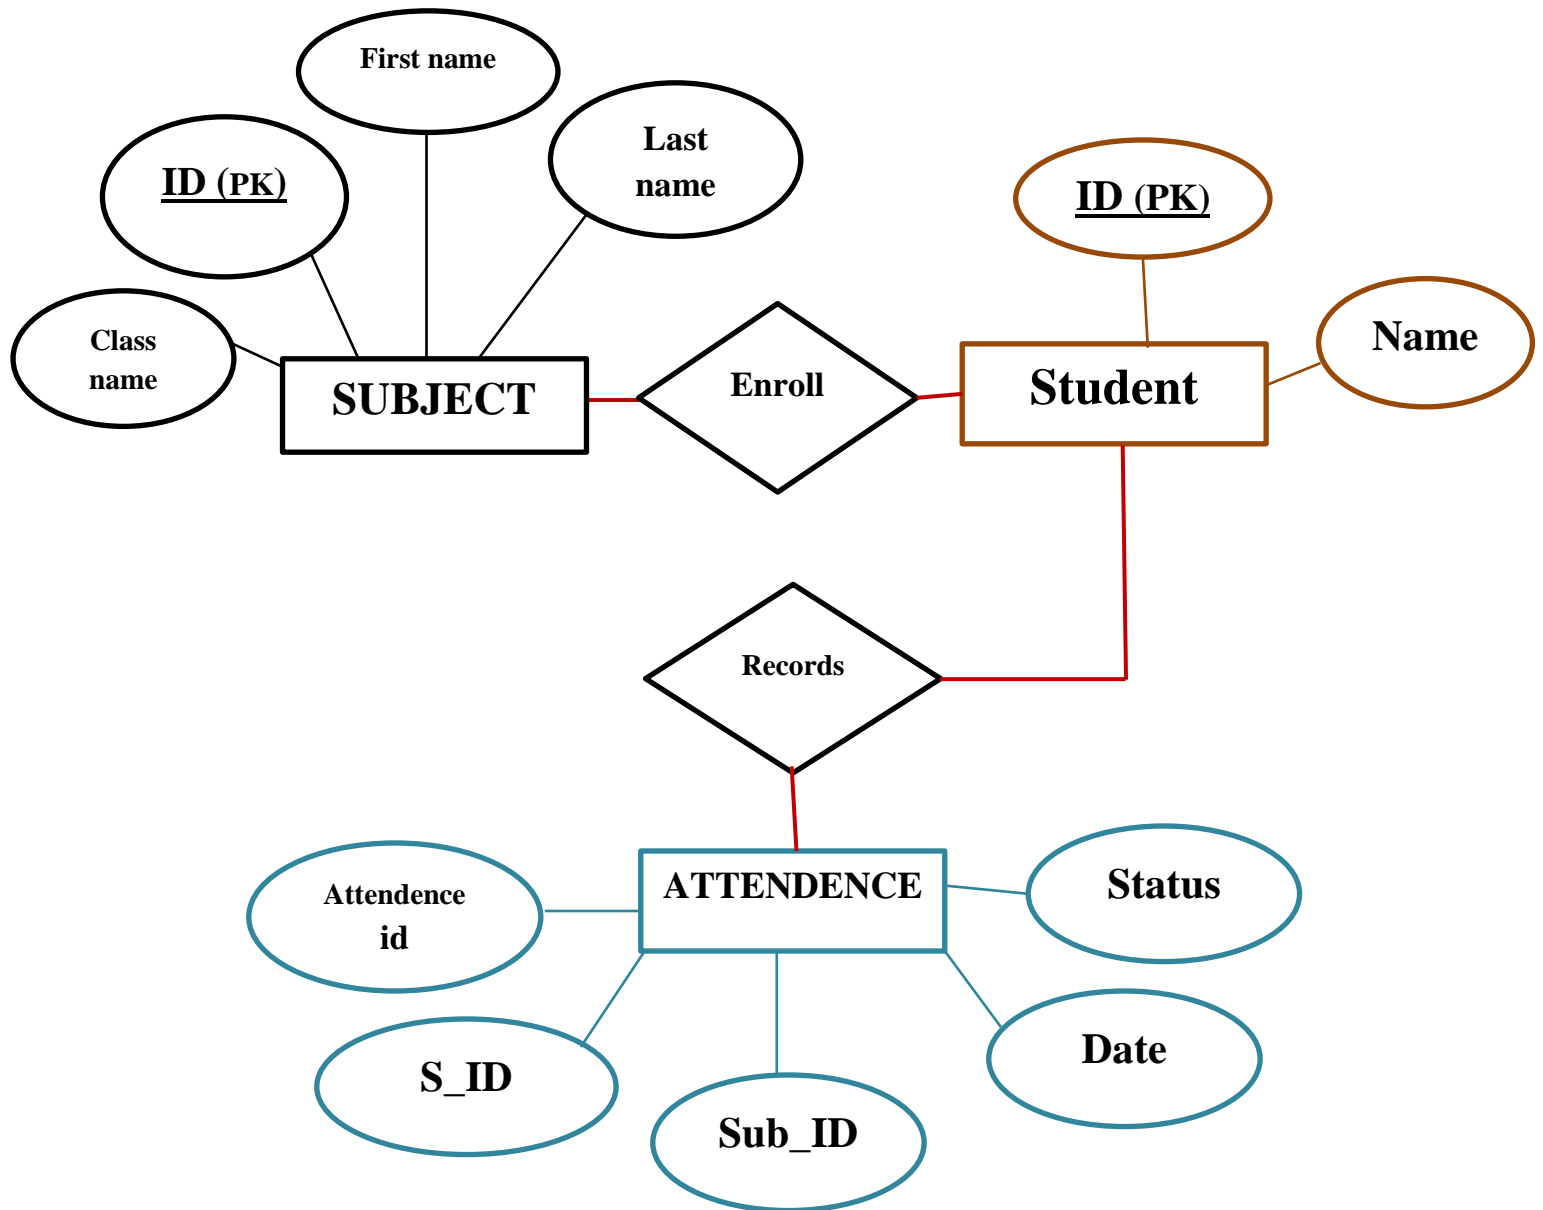 First name
Last
name
ID (PK)
ID (PK)
Class
name
Name
SUBJECT
Enroll
Student
Records
ATTENDENCE
Status
Attendence
id
S_ID
Date
Sub_ID